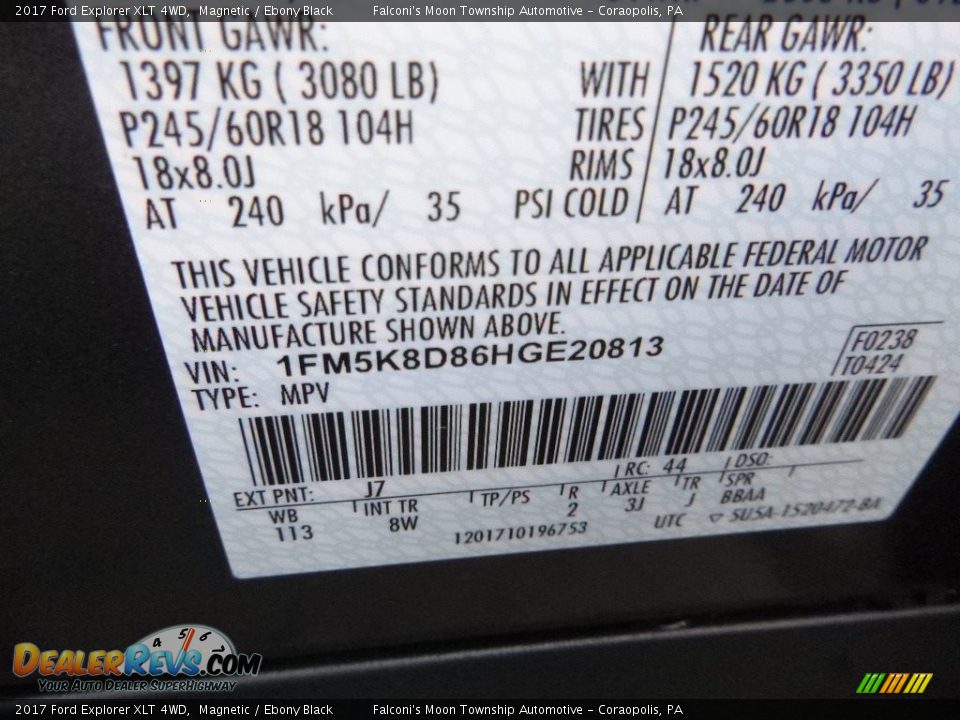 2017 Ford Explorer XLT 4WD, Magnetic / Ebony Black Falconi's Moon Township Automotive - Coraopolis, PA
FRONT GAWR: REAR GAWR:
1397 KG ( 3080 LB) WITH 1520 KG ( 3350 LB)
P245/60R18 104H TIRES P245/60R18 104H
18x8.0J RIMS 18x8.0J
AT 240 kPa/ 35 PSI COLD AT 240 kPa/ 35
THIS VEHICLE CONFORMS TO ALL APPLICABLE FEDERAL MOTOR
VEHICLE SAFETY STANDARDS IN EFFECT ON THE DATE OF
MANUFACTURE SHOWN ABOVE.
VIN: 1FM5K8D86HGE20813 F0238
TYPE: MPV T0424
EXT PNT: J7 RC: 44 DSO:
WB INT TR TP/PS R AXLE TR SPR
113 8W 2 3J J BBAA
1201710196753 UTC ▽ 5U5A-1520472-BA
4 5 6
DealerRevs.com
Your Auto Dealer SuperHighway
2017 Ford Explorer XLT 4WD, Magnetic / Ebony Black Falconi's Moon Township Automotive - Coraopolis, PA